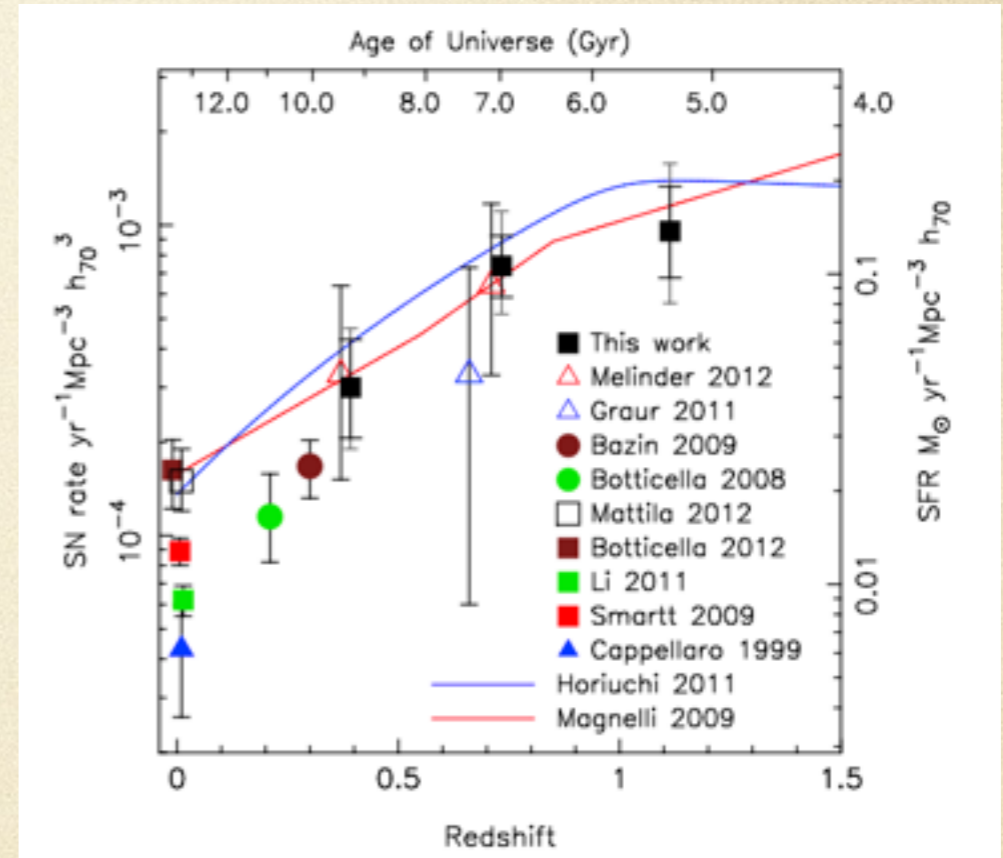 Age of Universe (Gyr)
12.0 10.0 8.0 7.0 6.0 5.0 4.0
SN rate yr⁻¹Mpc⁻³ h₇₀³
10⁻³
10⁻⁴
This work
Melinder 2012
Graur 2011
Bazin 2009
Botticella 2008
Mattila 2012
Botticella 2012
Li 2011
Smartt 2009
Cappellaro 1999
Horiuchi 2011
Magnelli 2009
0.1
0.01
SFR M☉ yr⁻¹Mpc⁻³ h₇₀
0 0.5 1 1.5
Redshift